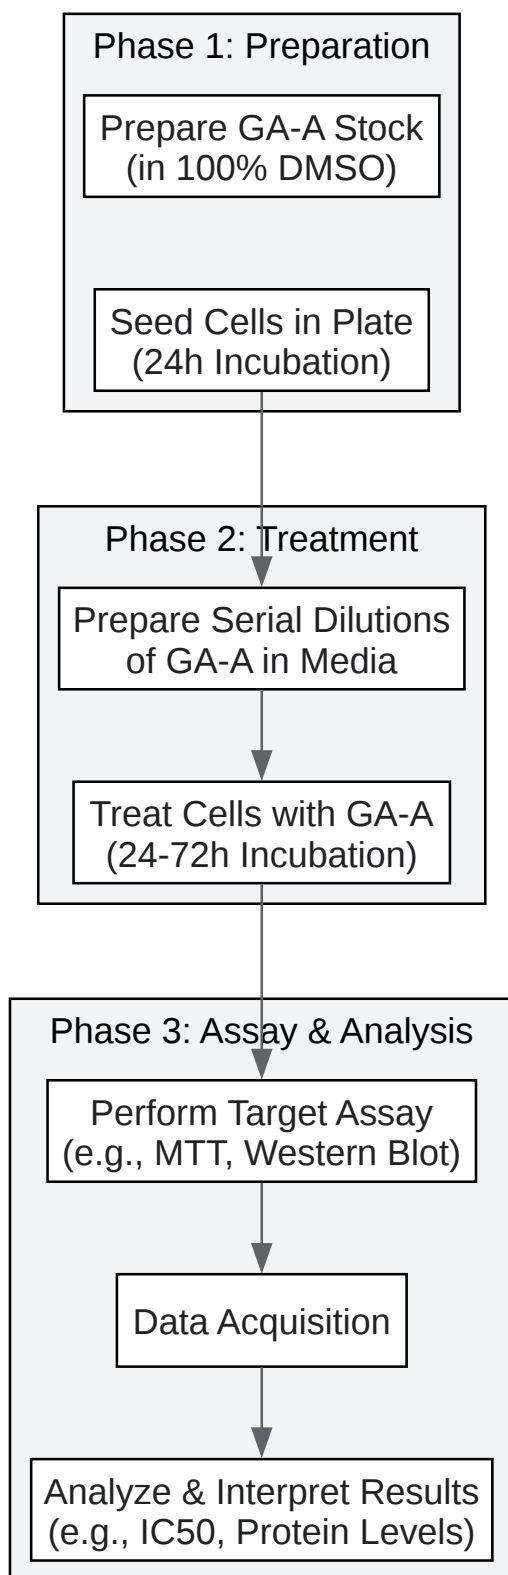 Phase 1: Preparation
Prepare GA-A Stock
(in 100% DMSO)
Seed Cells in Plate
(24h Incubation)
Phase 2: Treatment
Prepare Serial Dilutions
of GA-A in Media
Treat Cells with GA-A
(24-72h Incubation)
Phase 3: Assay & Analysis
Perform Target Assay
(e.g., MTT, Western Blot)
Data Acquisition
Analyze & Interpret Results
(e.g., IC50, Protein Levels)